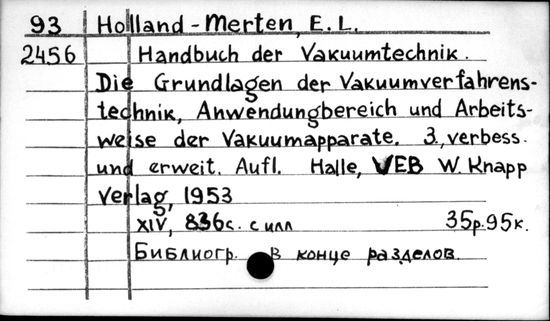 93 Holland-Merten, E. L.
2456 Handbuch der Vakuumtechnik.
Die Grundlagen der Vakuumverfahrens-
technik, Anwendungbereich und Arbeits-
weise der Vakuumapparate. 3., verbess.
und erweit. Aufl. Halle, VEB W. Knapp
Verlag, 1953
XIV, 836с. с илл 35р. 95к.
Библиогр. в конце разделов.